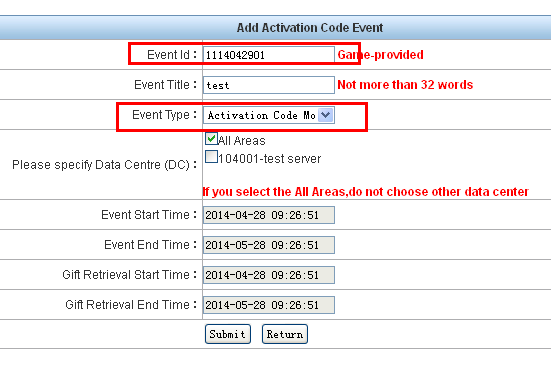 Add Activation Code Event
Event Id : 1114042901 Game-provided
Event Title : test Not more than 32 words
Event Type : Activation Code Mo
All Areas
104001-test server
Please specify Data Centre (DC) :
If you select the All Areas,do not choose other data center
Event Start Time : 2014-04-28 09:26:51
Event End Time : 2014-05-28 09:26:51
Gift Retrieval Start Time : 2014-04-28 09:26:51
Gift Retrieval End Time : 2014-05-28 09:26:51
Submit Return